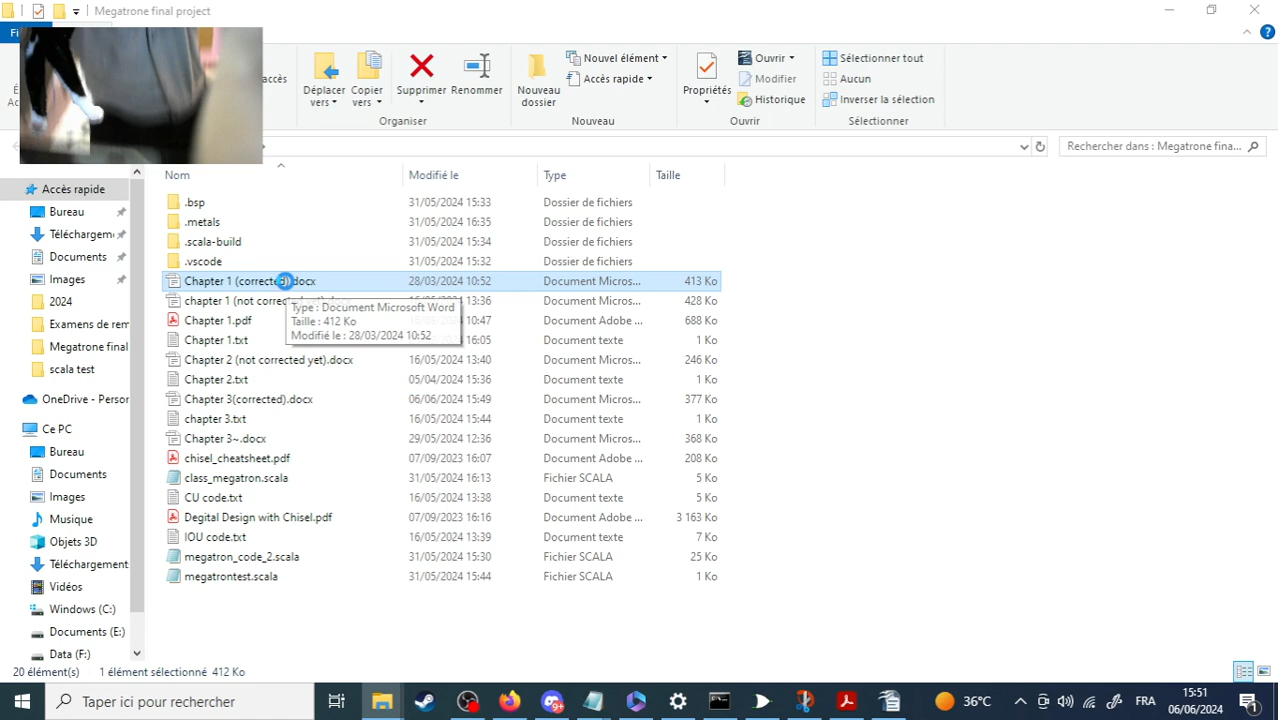 Megatrone final project
Fi
accès
Déplacer vers
Copier vers
Supprimer
Renommer
Organiser
Nouveau dossier
Nouvel élément
Accès rapide
Nouveau
Propriétés
Ouvrir
Modifier
Historique
Ouvrir
Sélectionner tout
Aucun
Inverser la sélection
Sélectionner
Rechercher dans : Megatrone fina...
Nom Modifié le Type Taille
.bsp 31/05/2024 15:33 Dossier de fichiers
.metals 31/05/2024 16:35 Dossier de fichiers
.scala-build 31/05/2024 15:34 Dossier de fichiers
.vscode 31/05/2024 15:32 Dossier de fichiers
Chapter 1 (corrected).docx 28/03/2024 10:52 Document Micros... 413 Ko
chapter 1 (not correc 13:36 Document Micros... 428 Ko
Type : Document Microsoft Word
Taille : 412 Ko
Modifié le : 28/03/2024 10:52
Chapter 1.pdf 10:47 Document Adobe ... 688 Ko
Chapter 1.txt 16:05 Document texte 1 Ko
Chapter 2 (not corrected yet).docx 16/05/2024 13:40 Document Micros... 246 Ko
Chapter 2.txt 05/04/2024 15:36 Document texte 1 Ko
Chapter 3(corrected).docx 06/06/2024 15:49 Document Micros... 377 Ko
chapter 3.txt 16/05/2024 15:44 Document texte 1 Ko
Chapter 3~.docx 29/05/2024 12:36 Document Micros... 368 Ko
chisel_cheatsheet.pdf 07/09/2023 16:07 Document Adobe ... 208 Ko
class_megatron.scala 31/05/2024 16:13 Fichier SCALA 5 Ko
CU code.txt 16/05/2024 13:38 Document texte 5 Ko
Degital Design with Chisel.pdf 07/09/2023 16:16 Document Adobe ... 3 163 Ko
IOU code.txt 16/05/2024 13:39 Document texte 7 Ko
megatron_code_2.scala 31/05/2024 15:30 Fichier SCALA 25 Ko
megatrontest.scala 31/05/2024 15:44 Fichier SCALA 1 Ko
Accès rapide
Bureau
Téléchargem
Documents
Images
2024
Examens de rem
Megatrone final
scala test
OneDrive - Person
Ce PC
Bureau
Documents
Images
Musique
Objets 3D
Téléchargement
Vidéos
Windows (C:)
Documents (E:)
Data (F:)
20 élément(s) 1 élément sélectionné 412 Ko
Taper ici pour rechercher
36°C
FRA
15:51
06/06/2024
1